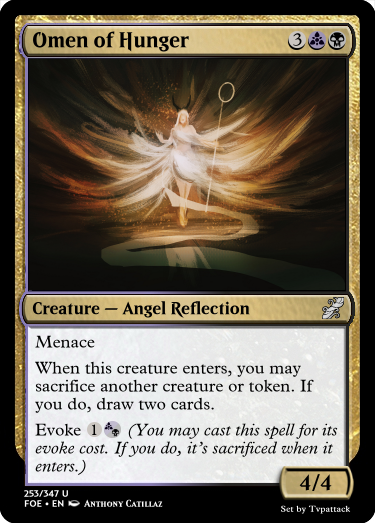 Omen of Hunger 3
Creature — Angel Reflection
Menace
When this creature enters, you may
sacrifice another creature or token. If
you do, draw two cards.
Evoke 1 (You may cast this spell for its
evoke cost. If you do, it's sacrificed when it
enters.)
4/4
253/347 U
FOE • EN Anthony Catillaz
Set by Tvpattack